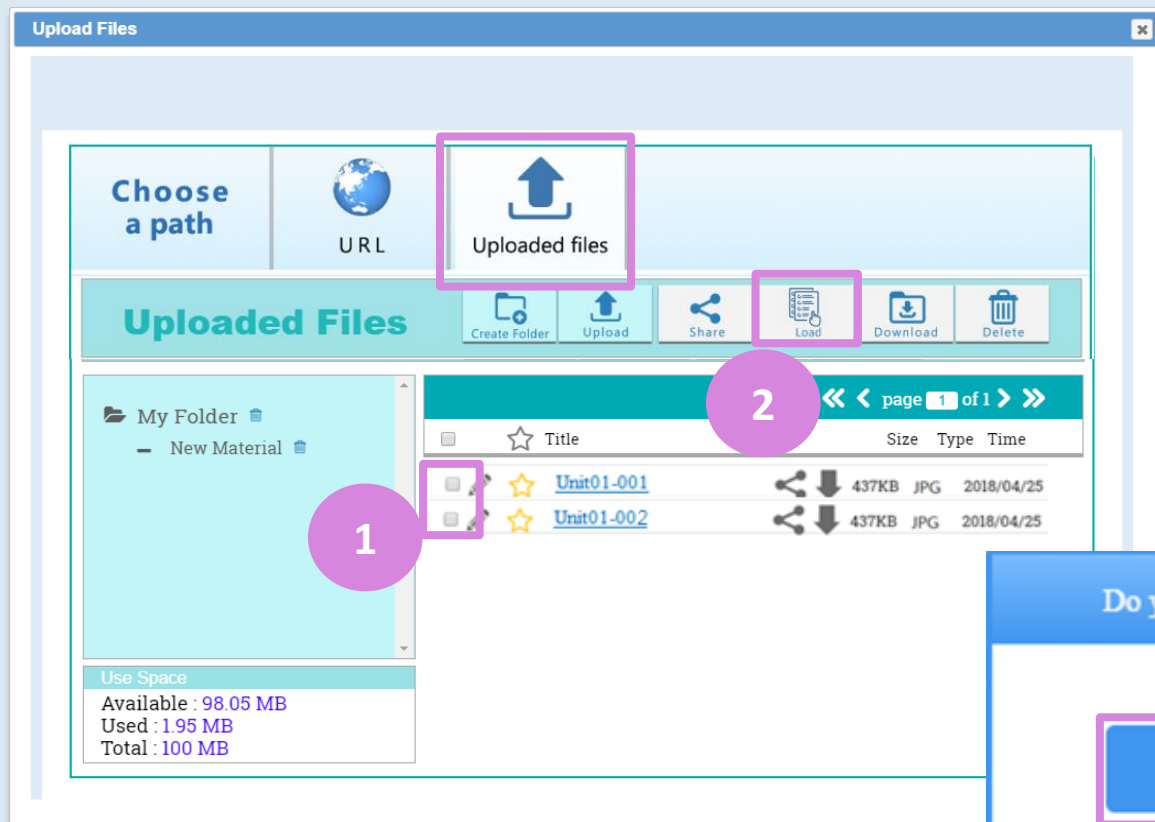 Upload Files
Choose
a path
URL
Uploaded files
Uploaded Files
Create Folder
Upload
Share
Load
Download
Delete
My Folder
New Material
2
page 1 of 1
Title Size Type Time
Unit01-001 437KB JPG 2018/04/25
Unit01-002 437KB JPG 2018/04/25
1
Use Space
Available : 98.05 MB
Used : 1.95 MB
Total : 100 MB
Do